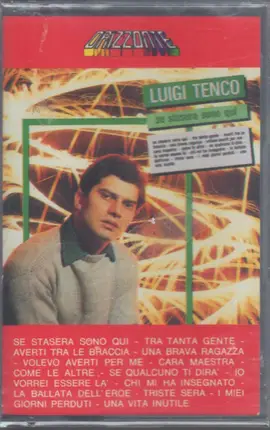 ORIZZONTE
LUIGI TENCO
se stasera sono qui
SE STASERA SONO QUI - TRA TANTA GENTE -
AVERTI TRA LE BRACCIA - UNA BRAVA RAGAZZA
- VOLEVO AVERTI PER ME - CARA MAESTRA -
COME LE ALTRE - SE QUALCUNO TI DIRA' - IO
VORREI ESSERE LA' - CHI MI HA INSEGNATO -
LA BALLATA DELL'EROE - TRISTE SERA - I MIEI
GIORNI PERDUTI - UNA VITA INUTILE